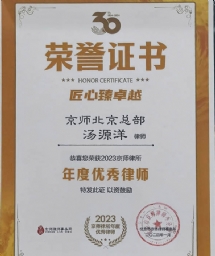 30
荣誉证书
HONOR CERTIFICATE
匠心臻卓越
京师北京总部
汤源洋 律师
恭喜您荣获2023京师律所
年度优秀律师
特发此证 以资鼓励
2023